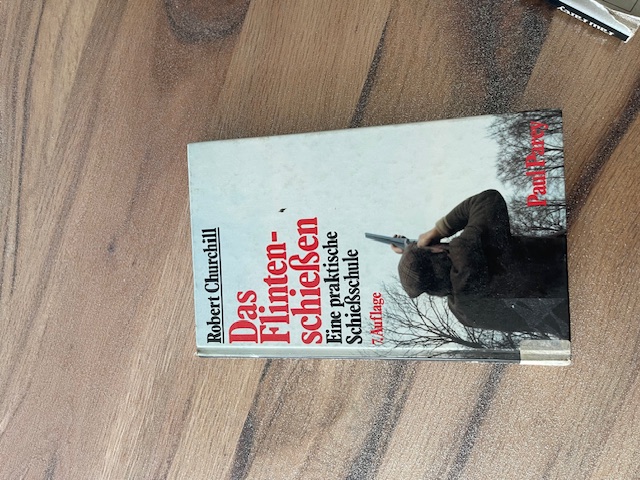 Robert Churchill
Das
Flinten-
schießen
Eine praktische
Schießschule
7. Auflage
Paul Parey